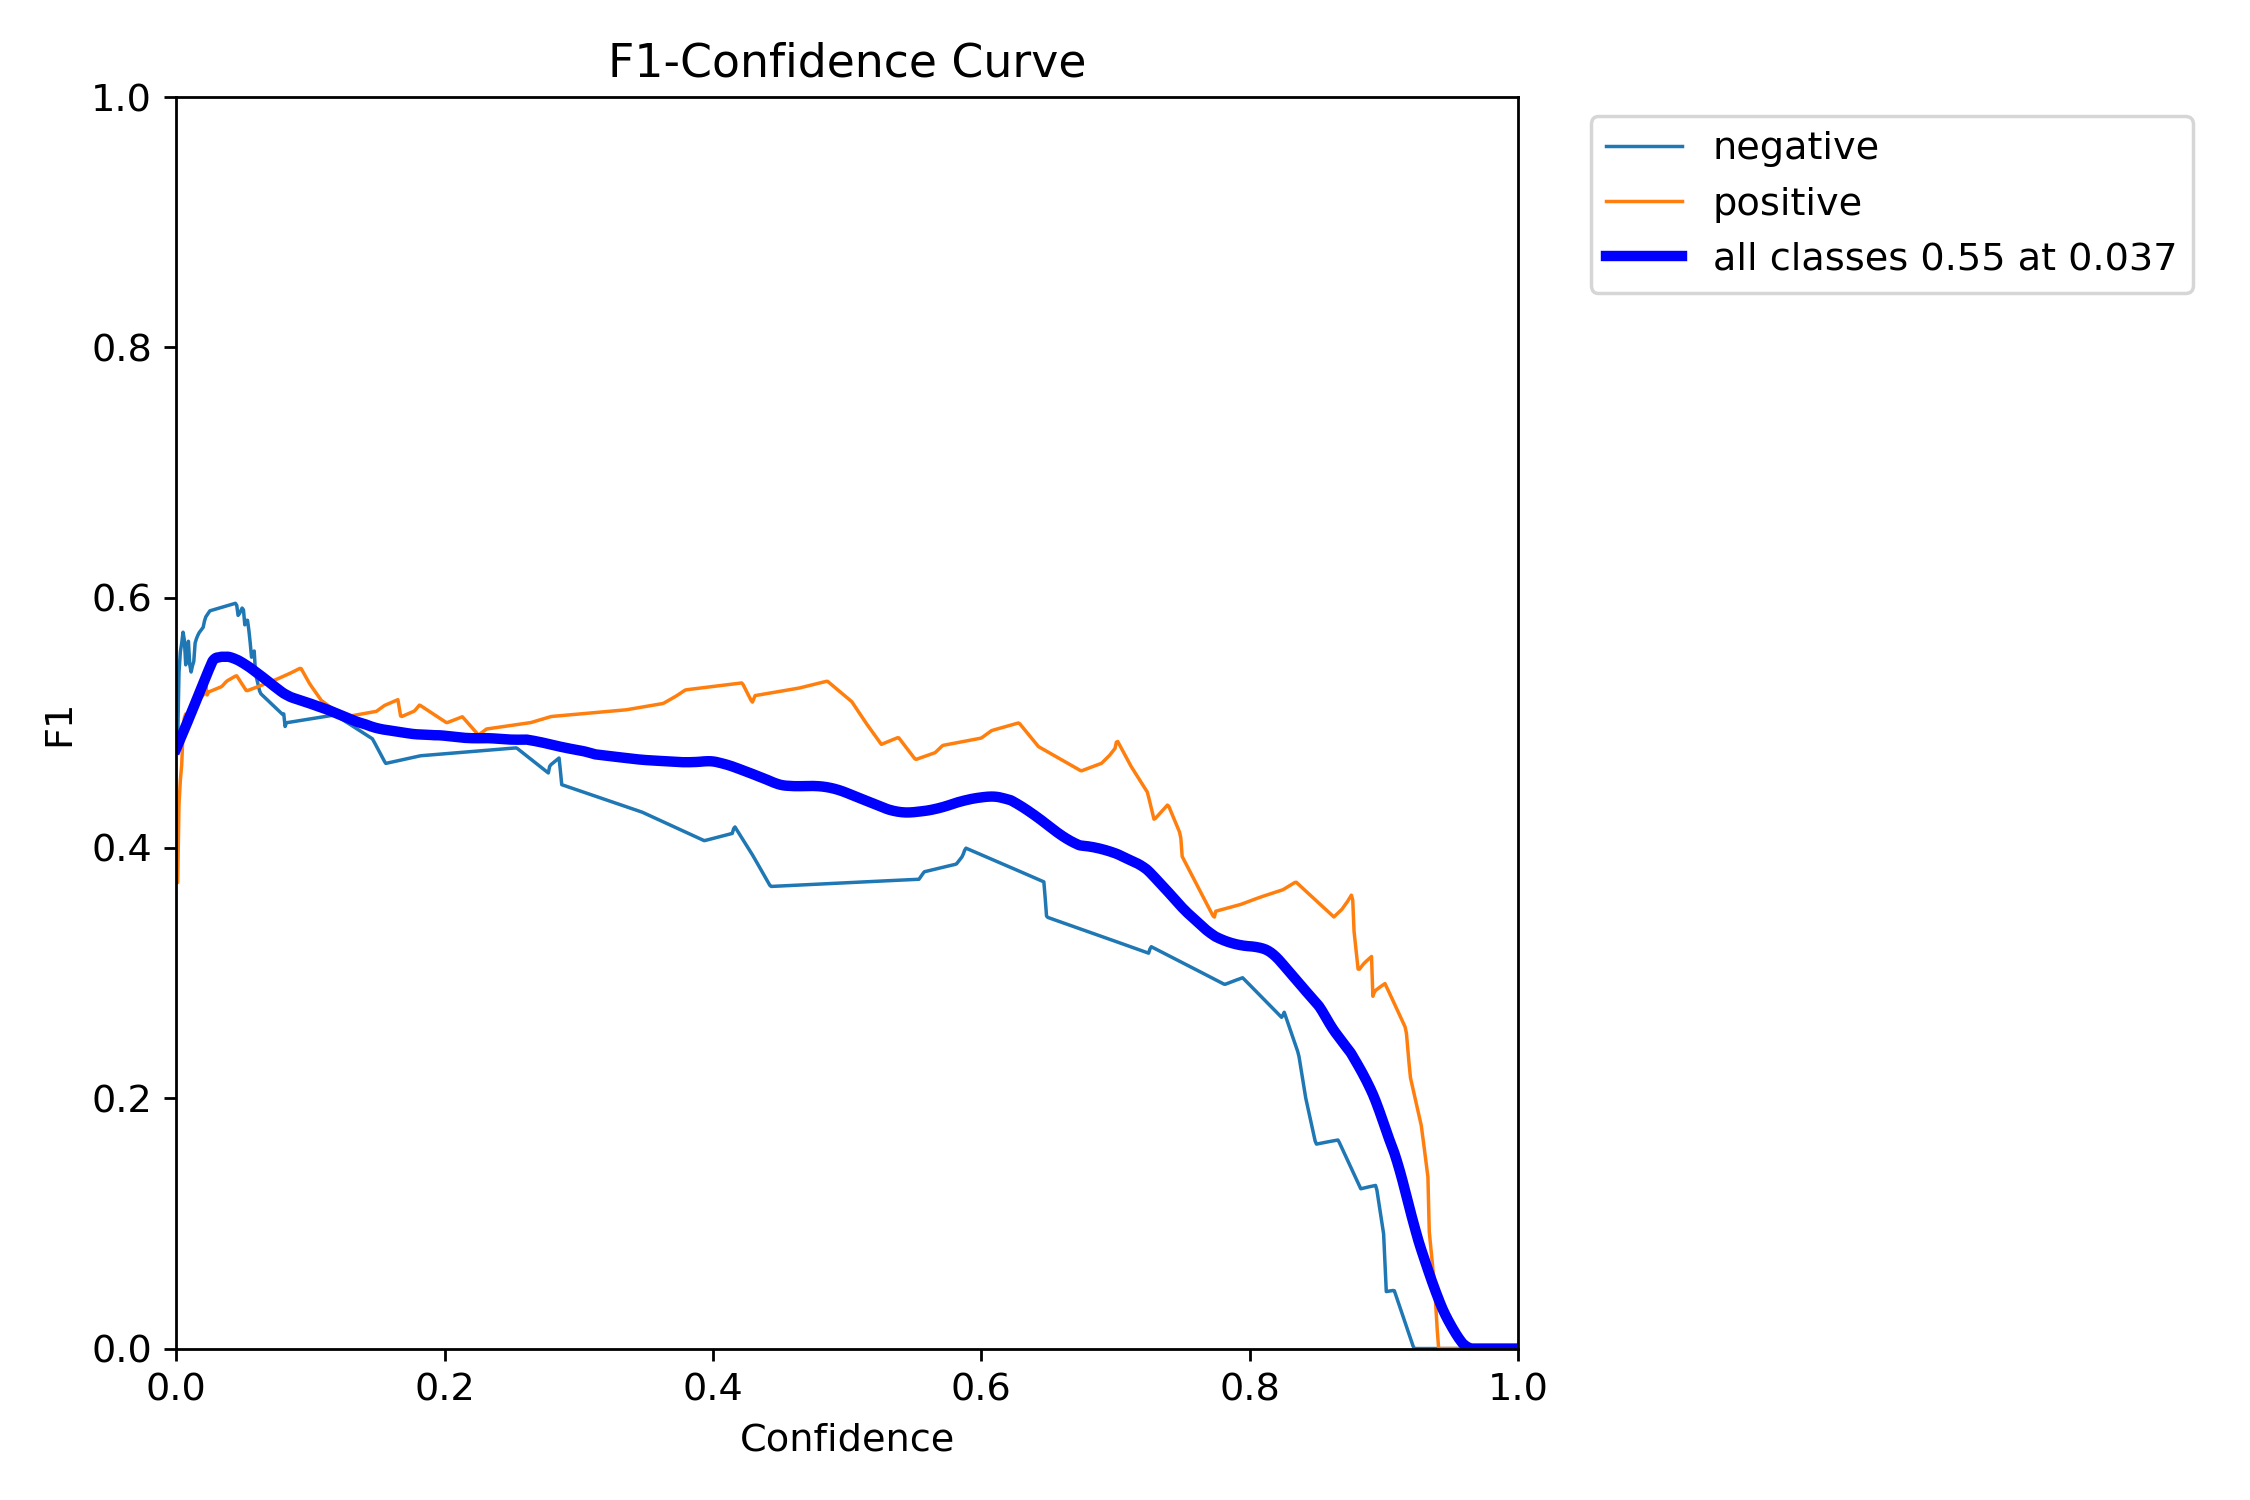 F1-Confidence Curve
1.0
0.8
0.6
0.4
0.2
0.0
F1
0.0 0.2 0.4 0.6 0.8 1.0
Confidence
negative
positive
all classes 0.55 at 0.037